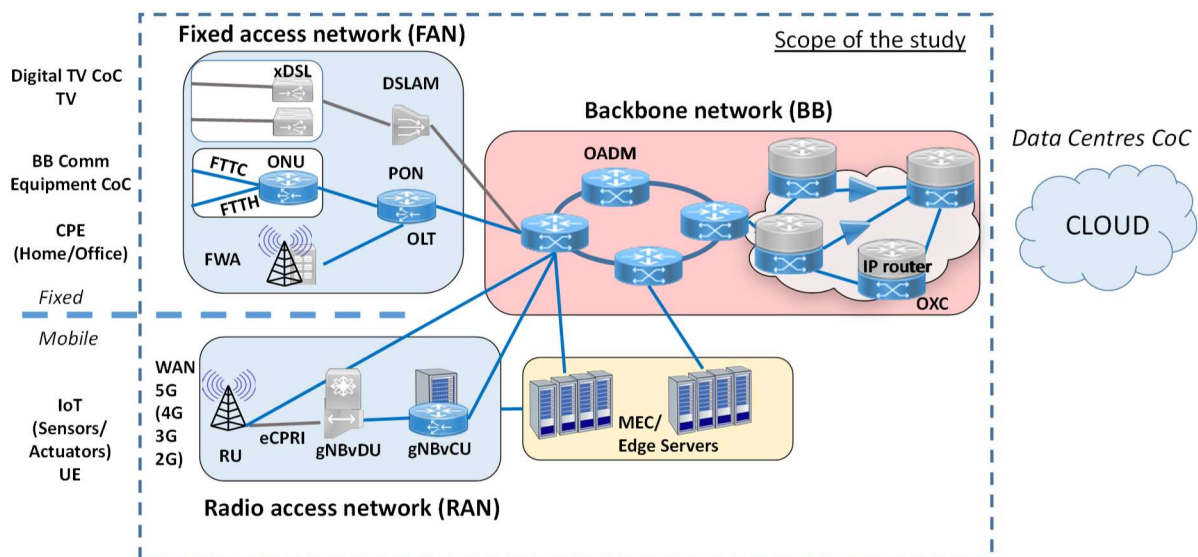 Fixed access network (FAN)
Scope of the study
Digital TV CoC
TV
xDSL
DSLAM
Backbone network (BB)
Data Centres CoC
BB Comm
Equipment CoC
FTTC
ONU
FTTH
PON
OLT
OADM
CPE
(Home/Office)
FWA
CLOUD
IP router
OXC
Fixed
Mobile
WAN
5G
(4G
3G
2G)
IoT
(Sensors/
Actuators)
UE
RU
eCPRI
gNBvDU
gNBvCU
MEC/
Edge Servers
Radio access network (RAN)